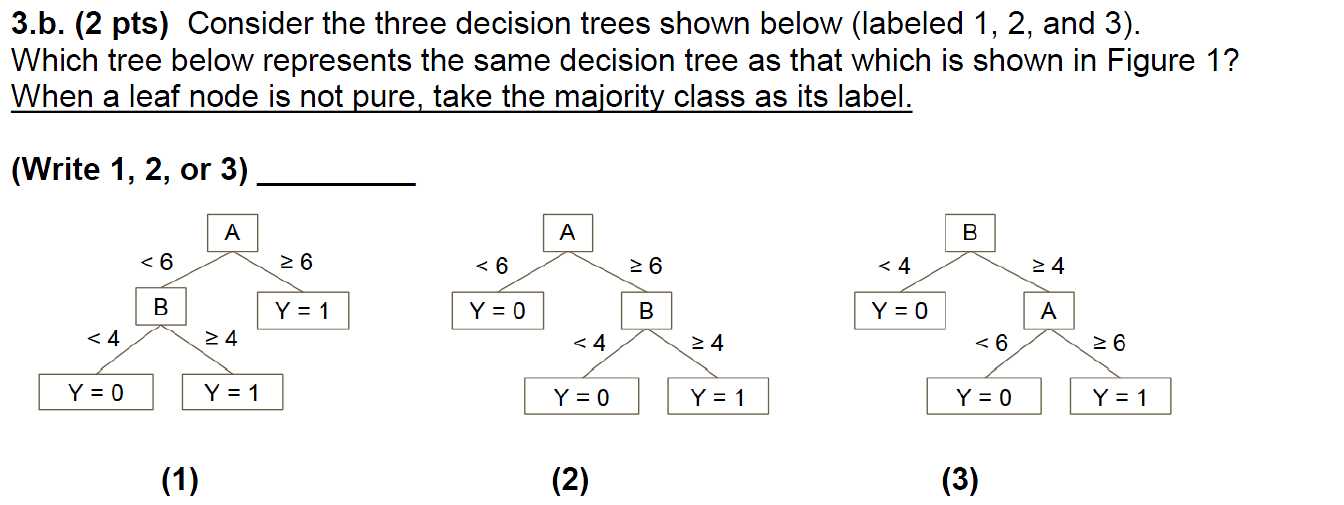 3.b. (2 pts) Consider the three decision trees shown below (labeled 1, 2, and 3).
Which tree below represents the same decision tree as that which is shown in Figure 1?
When a leaf node is not pure, take the majority class as its label.
(Write 1, 2, or 3) __________
A
< 6
≥ 6
B
Y = 1
< 4
≥ 4
Y = 0
Y = 1
(1)
A
< 6
≥ 6
Y = 0
B
< 4
≥ 4
Y = 0
Y = 1
(2)
B
< 4
≥ 4
Y = 0
A
< 6
≥ 6
Y = 0
Y = 1
(3)